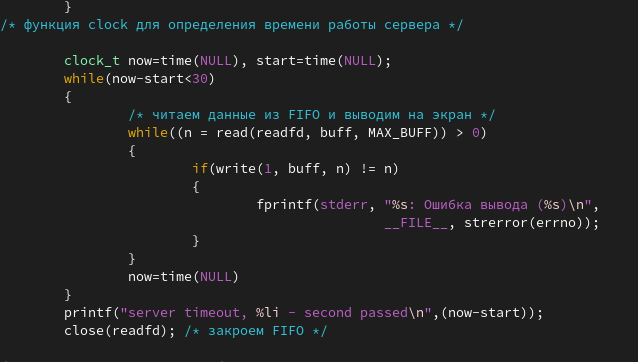 }
/* функция clock для определения времени работы сервера */

        clock_t now=time(NULL), start=time(NULL);
        while(now-start<30)
        {
                /* читаем данные из FIFO и выводим на экран */
                while((n = read(readfd, buff, MAX_BUFF)) > 0)
                {
                        if(write(1, buff, n) != n)
                        {
                                fprintf(stderr, "%s: Ошибка вывода (%s)\n",
                                                __FILE__, strerror(errno));
                        }
                }
                now=time(NULL)
        }
        printf("server timeout, %li - second passed\n",(now-start));
        close(readfd); /* закроем FIFO */